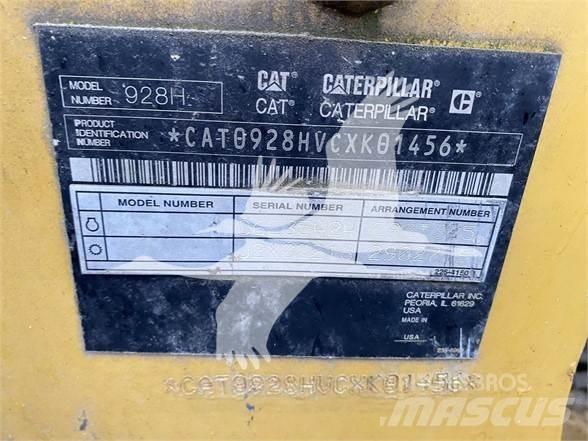 MODEL NUMBER 928H
CAT CATERPILLAR C
CAT® CATERPILLAR®
PRODUCT IDENTIFICATION NUMBER *CAT0928HVCXK01456*
MODEL NUMBER SERIAL NUMBER ARRANGEMENT NUMBER
CATERPILLAR INC.
PEORIA, IL 61629
USA
MADE IN
USA
*CAT0928HVCXK01456*
MASCUS